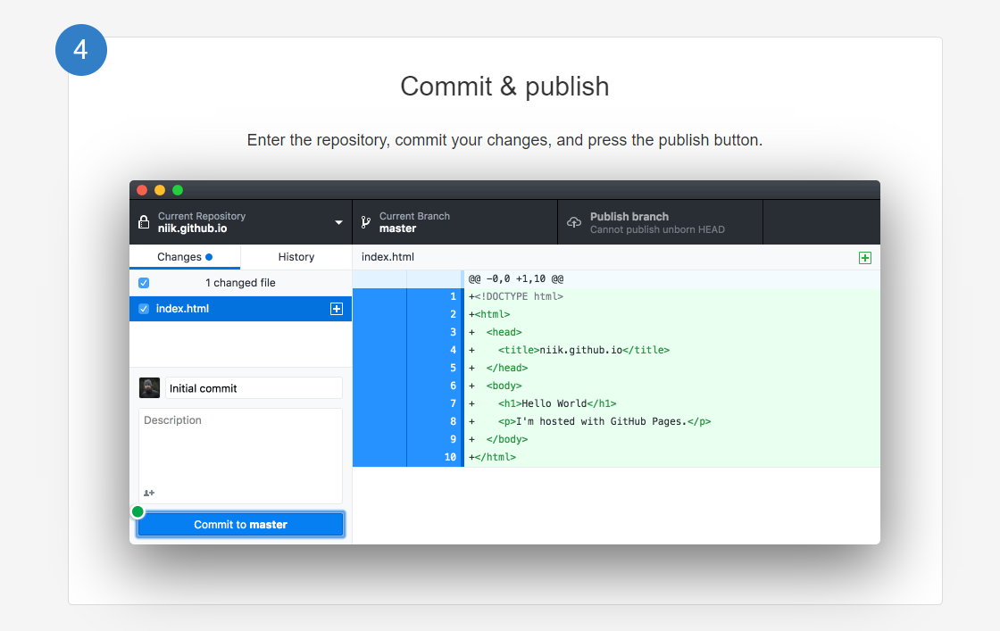 4
Commit & publish
Enter the repository, commit your changes, and press the publish button.
Current Repository
niik.github.io
Current Branch
master
Publish branch
Cannot publish unborn HEAD
Changes
History
index.html
1 changed file
index.html
@@ -0,0 +1,10 @@
1 +<!DOCTYPE html>
2 +<html>
3 +  <head>
4 +    <title>niik.github.io</title>
5 +  </head>
6 +  <body>
7 +    <h1>Hello World</h1>
8 +    <p>I'm hosted with GitHub Pages.</p>
9 +  </body>
10 +</html>
Initial commit
Description
Commit to master